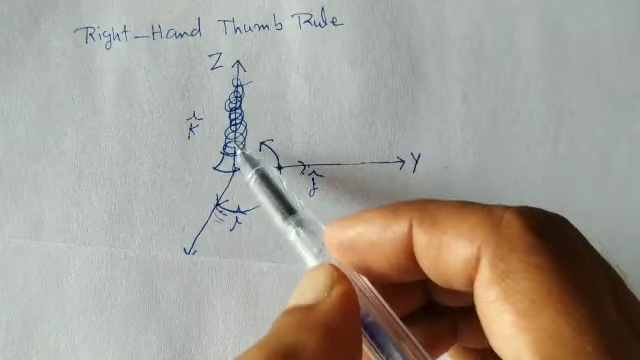 Right-Hand Thumb Rule
Z
k̂
Y
ĵ
î